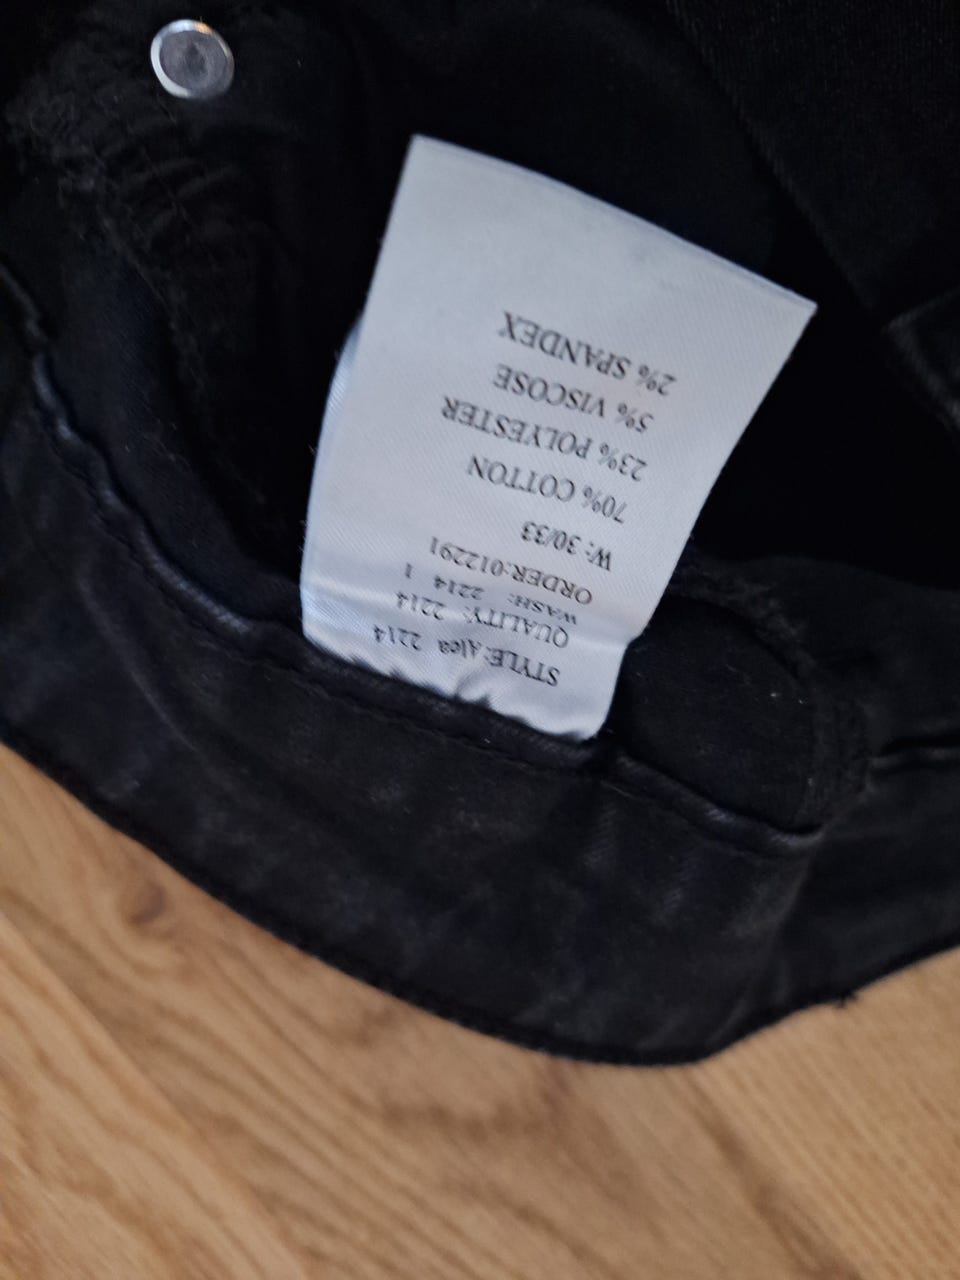 STYLE: Alca 2214
QUALITY: 2214
WASH: 2214 1
ORDER:012291
W: 30/33
70% COTTON
23% POLYESTER
5% VISCOSE
2% SPANDEX